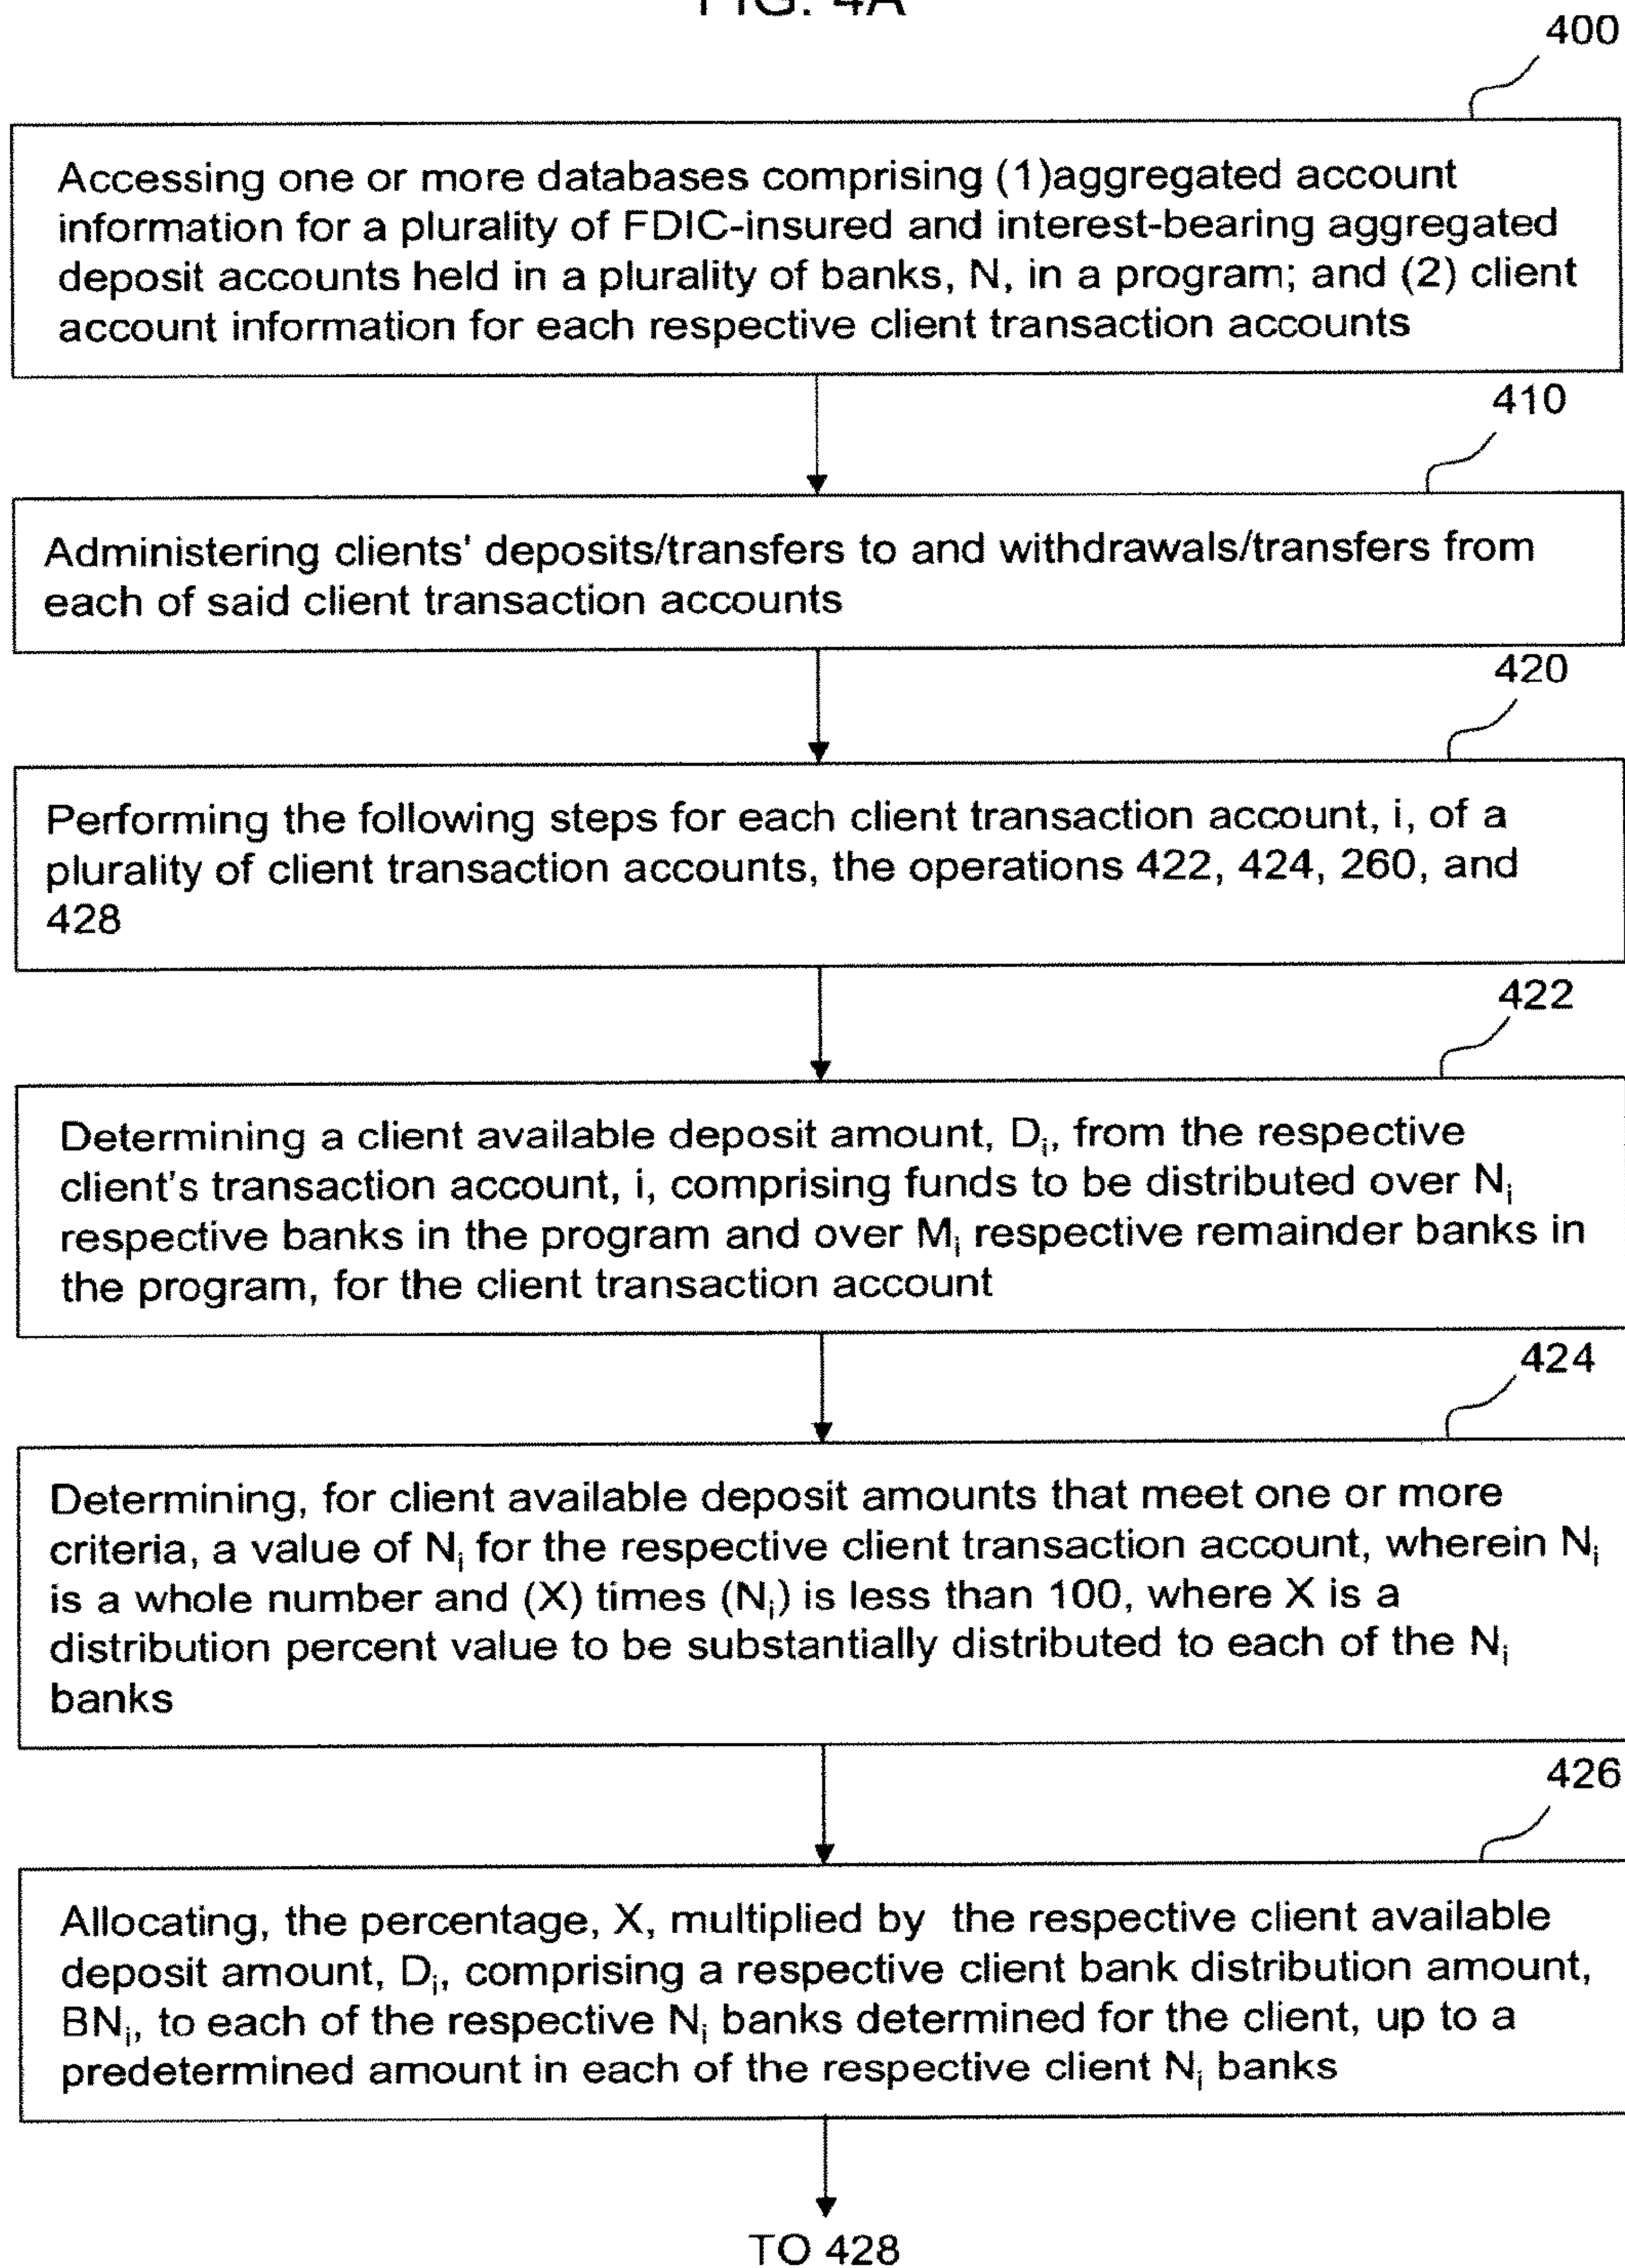 FIG. 4A
400
Accessing one or more databases comprising (1)aggregated account
information for a plurality of FDIC-insured and interest-bearing aggregated
deposit accounts held in a plurality of banks, N, in a program; and (2) client
account information for each respective client transaction accounts
410
Administering clients' deposits/transfers to and withdrawals/transfers from
each of said client transaction accounts
420
Performing the following steps for each client transaction account, i, of a
plurality of client transaction accounts, the operations 422, 424, 260, and
428
422
Determining a client available deposit amount, Di, from the respective
client's transaction account, i, comprising funds to be distributed over Ni
respective banks in the program and over Mi respective remainder banks in
the program, for the client transaction account
424
Determining, for client available deposit amounts that meet one or more
criteria, a value of Ni for the respective client transaction account, wherein Ni
is a whole number and (X) times (Ni) is less than 100, where X is a
distribution percent value to be substantially distributed to each of the Ni
banks
426
Allocating, the percentage, X, multiplied by the respective client available
deposit amount, Di, comprising a respective client bank distribution amount,
BNi, to each of the respective Ni banks determined for the client, up to a
predetermined amount in each of the respective client Ni banks
TO 428